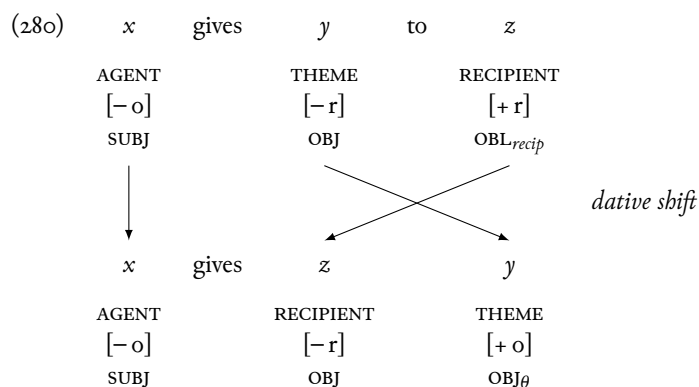 (280) x gives y to z
AGENT THEME RECIPIENT
[− o] [− r] [+ r]
SUBJ OBJ OBL_recip
dative shift
x gives z y
AGENT RECIPIENT THEME
[− o] [− r] [+ o]
SUBJ OBJ OBJ_θ